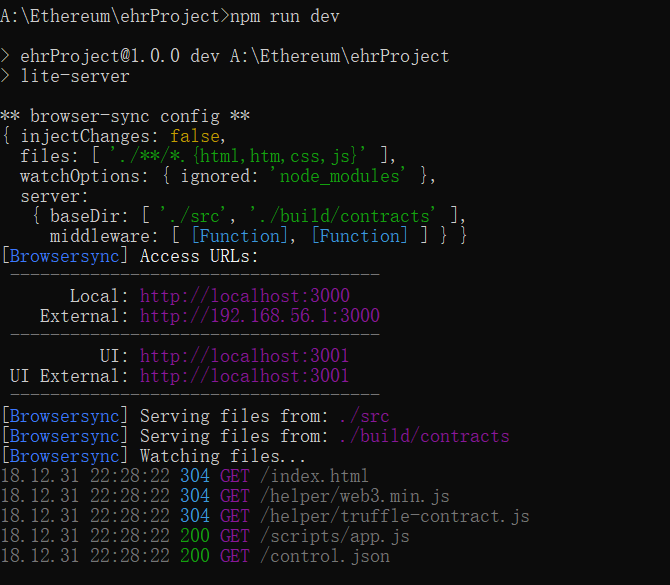 A:\Ethereum\ehrProject>npm run dev
> ehrProject@1.0.0 dev A:\Ethereum\ehrProject
> lite-server
** browser-sync config **
{ injectChanges: false,
  files: [ './**/*.{html,htm,css,js}' ],
  watchOptions: { ignored: 'node_modules' },
  server:
   { baseDir: [ './src', './build/contracts' ],
     middleware: [ [Function], [Function] ] } }
[Browsersync] Access URLs:
 -------------------------------------
       Local: http://localhost:3000
    External: http://192.168.56.1:3000
 -------------------------------------
          UI: http://localhost:3001
 UI External: http://localhost:3001
 -------------------------------------
[Browsersync] Serving files from: ./src
[Browsersync] Serving files from: ./build/contracts
[Browsersync] Watching files...
18.12.31 22:28:22 304 GET /index.html
18.12.31 22:28:22 304 GET /helper/web3.min.js
18.12.31 22:28:22 304 GET /helper/truffle-contract.js
18.12.31 22:28:22 200 GET /scripts/app.js
18.12.31 22:28:22 200 GET /control.json